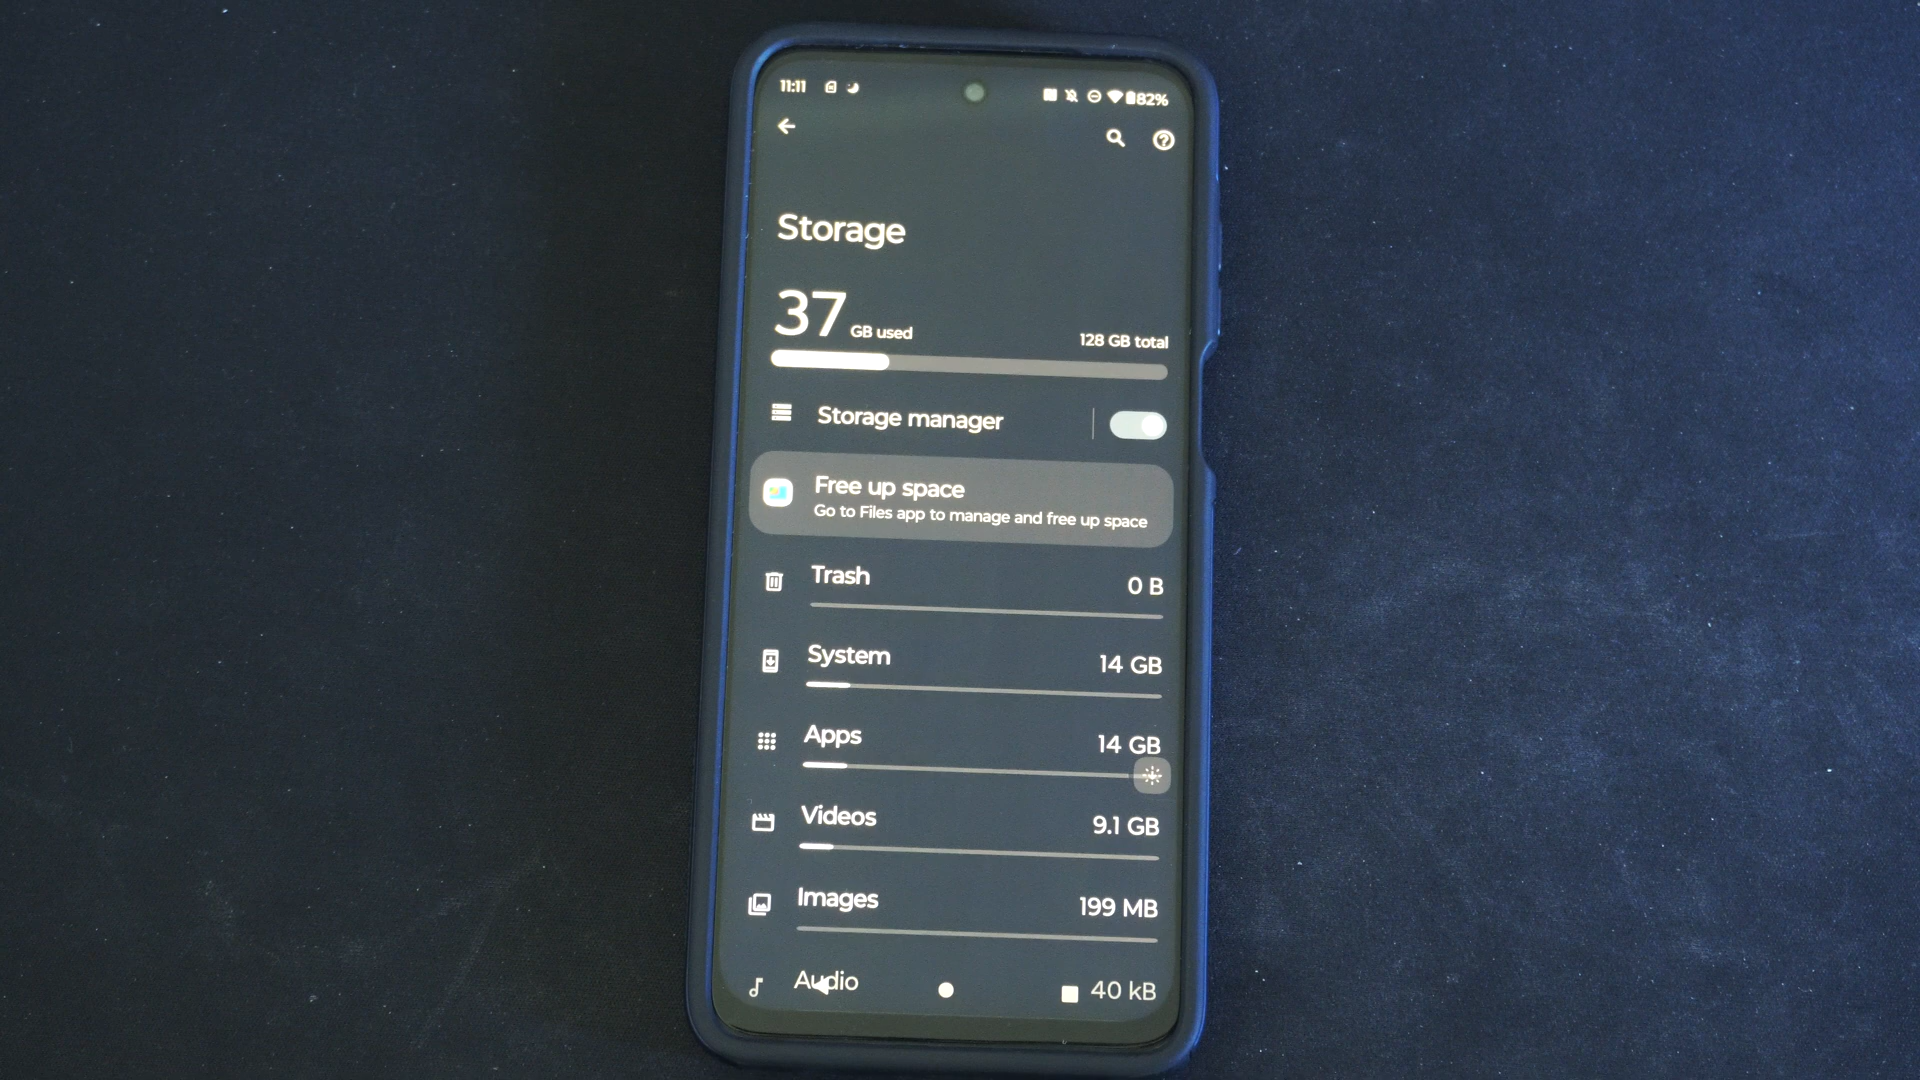 11:11 82%
Storage
37 GB used 128 GB total
Storage manager
Free up space
Go to Files app to manage and free up space
Trash 0 B
System 14 GB
Apps 14 GB
Videos 9.1 GB
Images 199 MB
Audio 40 kB